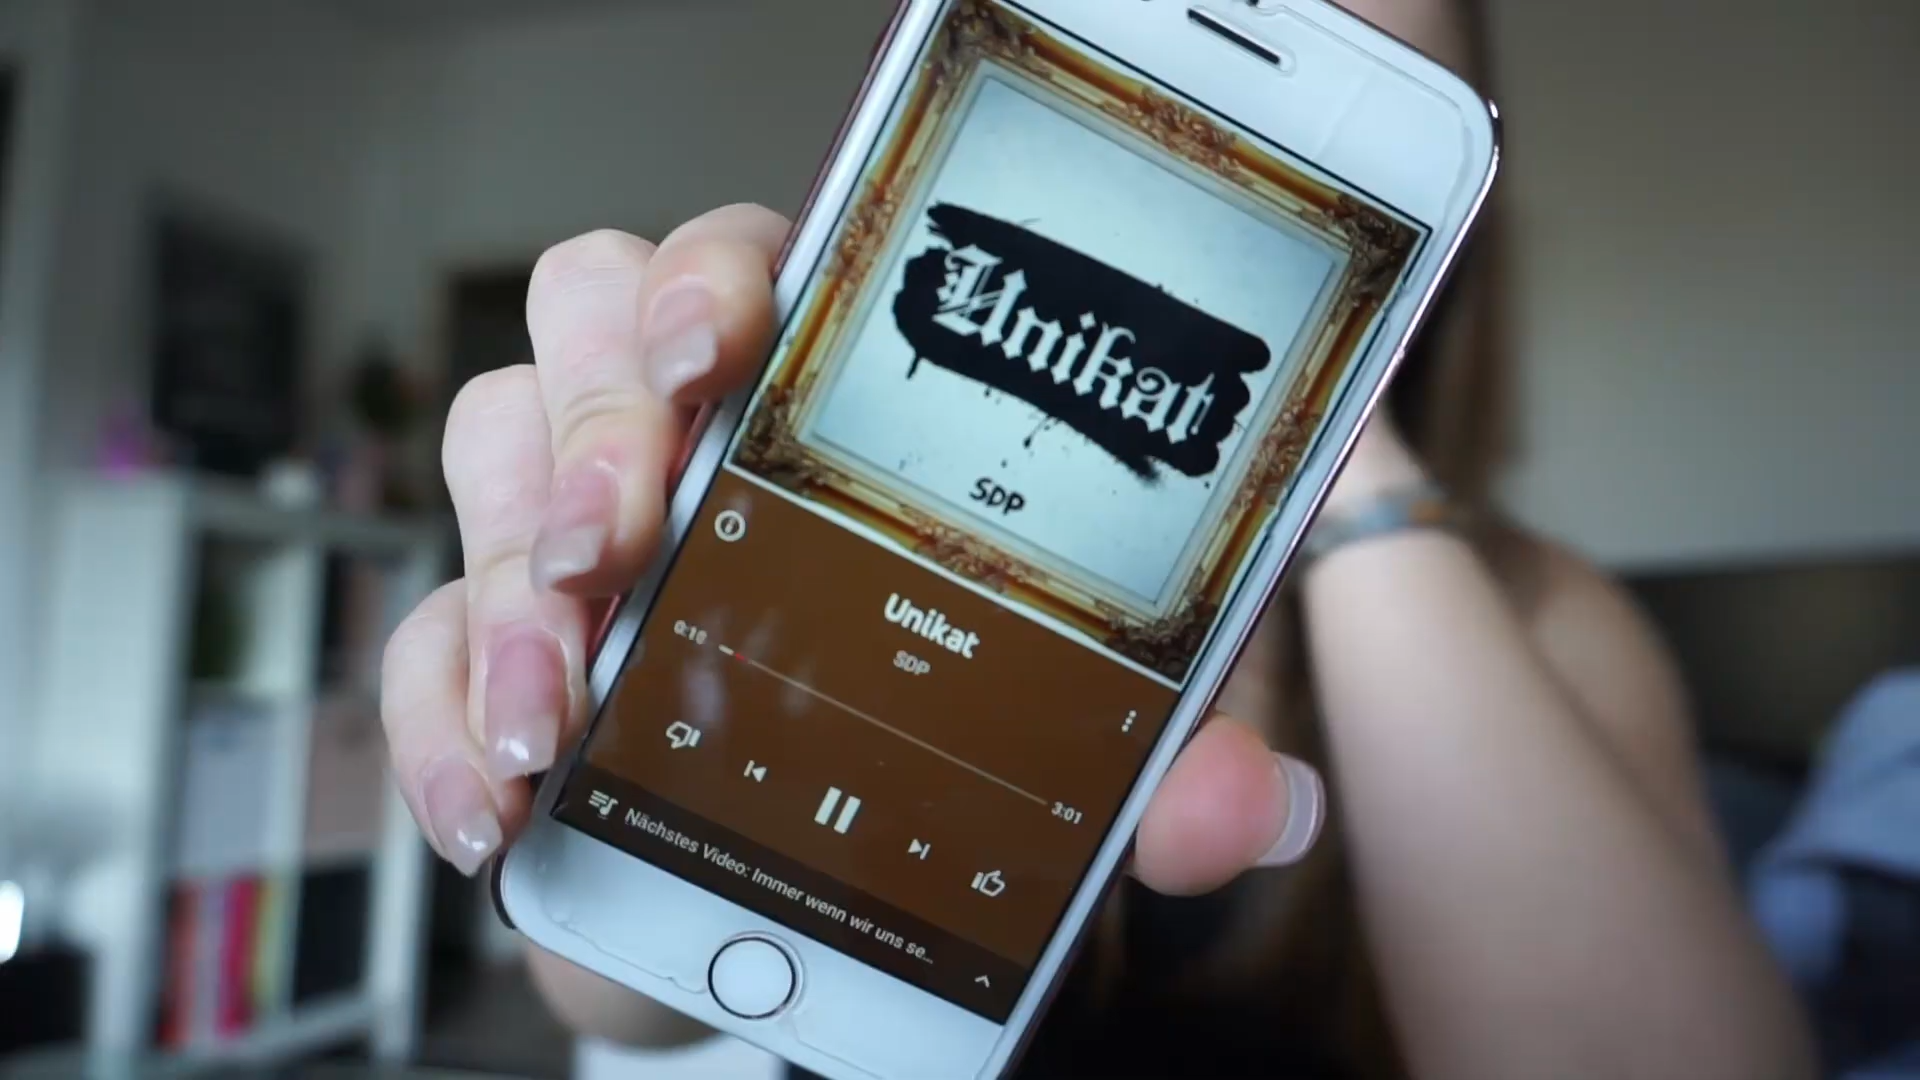 Unikat
SDP
Unikat
SDP
0:10
3:01
Nächstes Video: Immer wenn wir uns se...